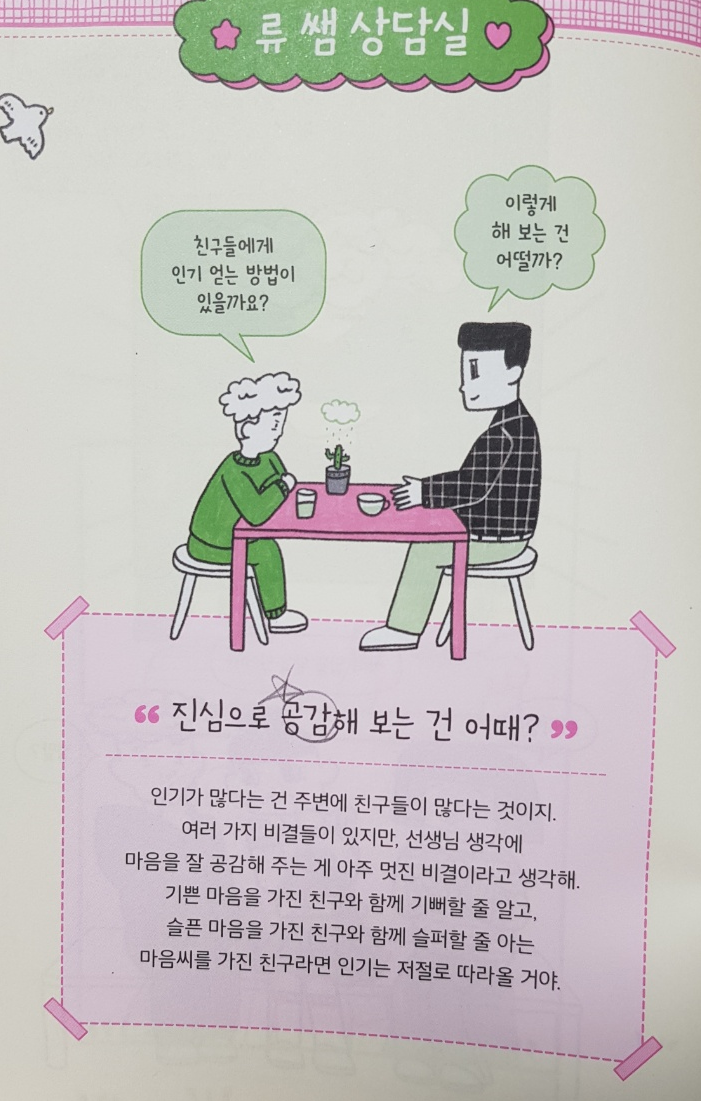 류 쌤 상담실
친구들에게
인기 얻는 방법이
있을까요?
이렇게
해 보는 건
어떨까?
“ 진심으로 공감해 보는 건 어때? ”
인기가 많다는 건 주변에 친구들이 많다는 것이지.
여러 가지 비결들이 있지만, 선생님 생각에
마음을 잘 공감해 주는 게 아주 멋진 비결이라고 생각해.
기쁜 마음을 가진 친구와 함께 기뻐할 줄 알고,
슬픈 마음을 가진 친구와 함께 슬퍼할 줄 아는
마음씨를 가진 친구라면 인기는 저절로 따라올 거야.